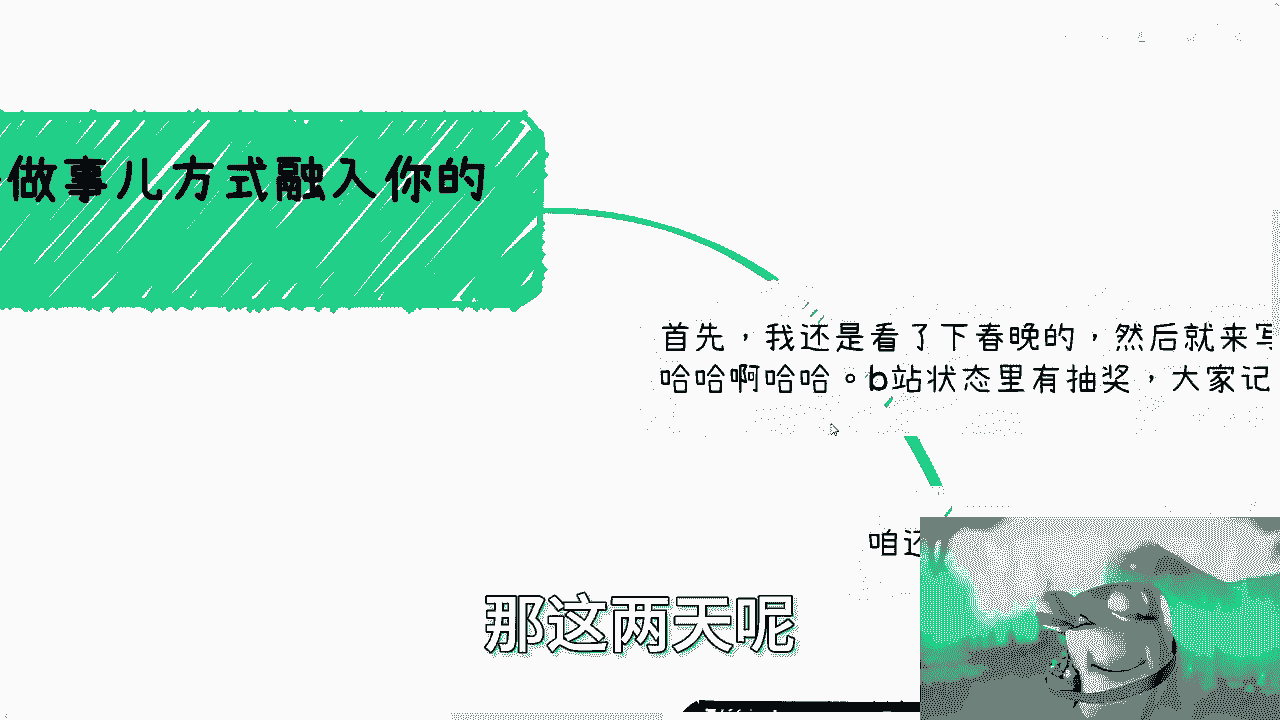 做事儿方式融入你的
首先，我还是看了下春晚的，然后就来写
哈哈啊哈哈。b站状态里有抽奖，大家记
咱还
那这两天呢